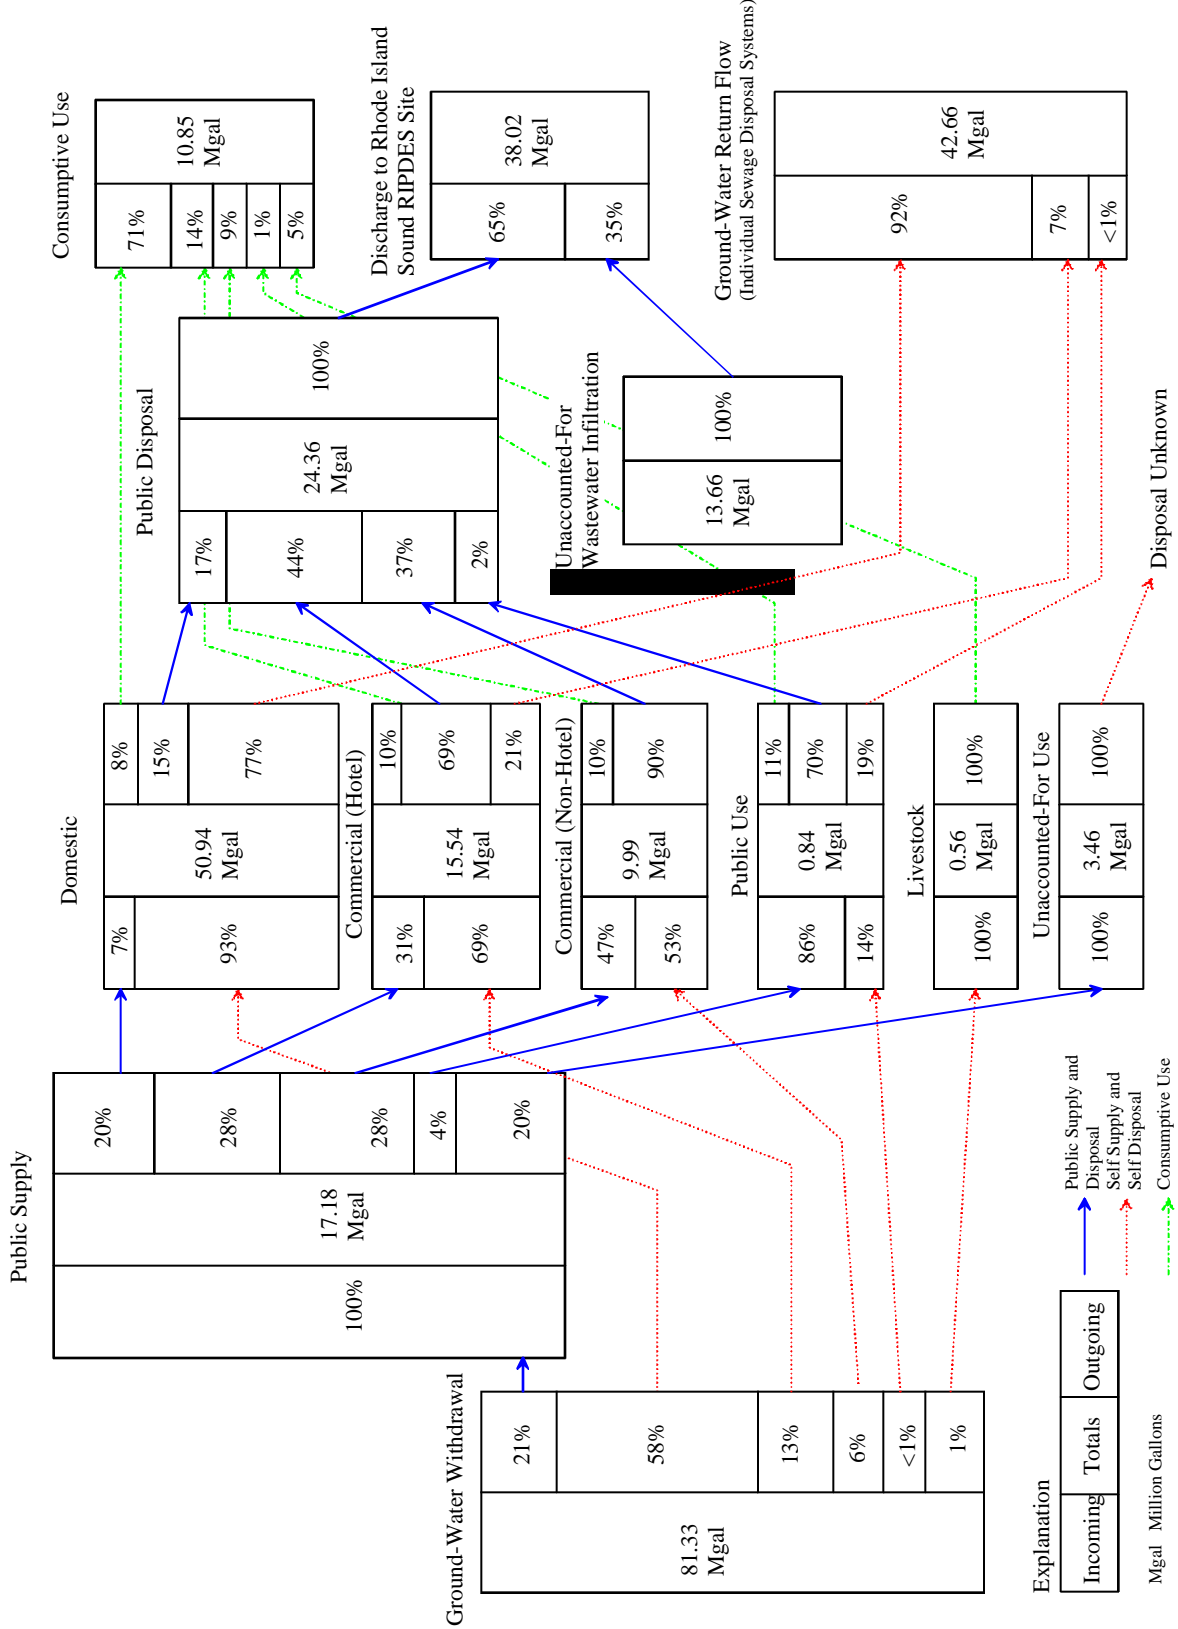 Ground-Water Withdrawal
81.33
Mgal
21%
58%
13%
6%
<1%
1%
Public Supply
100%
17.18
Mgal
20%
28%
28%
4%
20%
Domestic
7%
93%
50.94
Mgal
8%
15%
77%
Commercial (Hotel)
31%
69%
15.54
Mgal
10%
69%
21%
Commercial (Non-Hotel)
47%
53%
9.99
Mgal
10%
90%
Public Use
86%
14%
0.84
Mgal
11%
70%
19%
Livestock
100%
0.56
Mgal
100%
Unaccounted-For Use
100%
3.46
Mgal
100%
Public Disposal
17%
44%
37%
2%
24.36
Mgal
100%
Unaccounted-For
Wastewater Infiltration
13.66
Mgal
100%
Disposal Unknown
Consumptive Use
71%
14%
9%
1%
5%
10.85
Mgal
Discharge to Rhode Island
Sound RIPDES Site
65%
35%
38.02
Mgal
Ground-Water Return Flow
(Individual Sewage Disposal Systems)
92%
7%
<1%
42.66
Mgal
Explanation
Incoming Totals Outgoing
Mgal Million Gallons
Public Supply and
Disposal
Self Supply and
Self Disposal
Consumptive Use